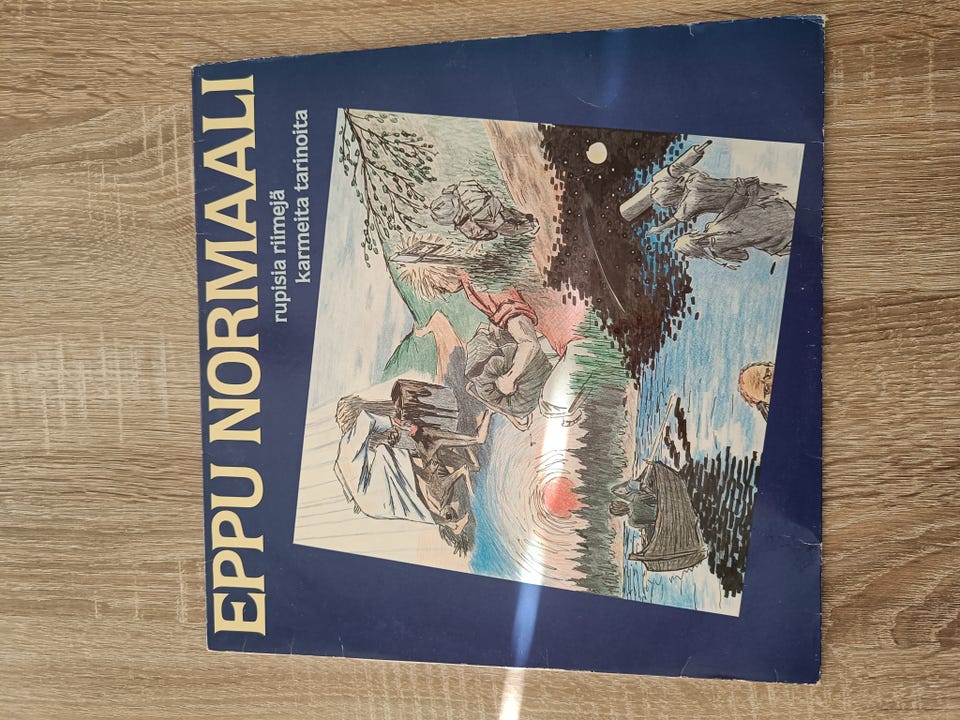 EPPU NORMAALI
rupisia riimejä
karmeita tarinoita